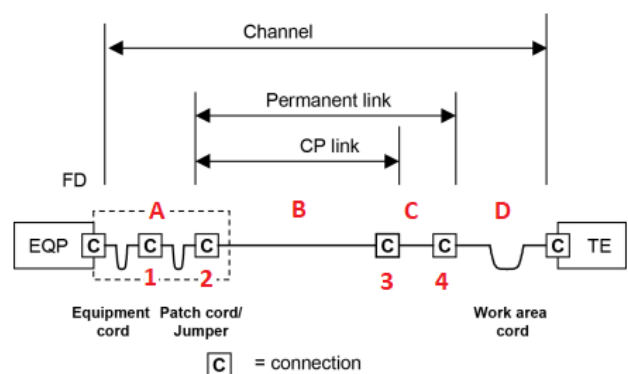 Channel
Permanent link
CP link
FD
A
B
C
D
EQP
C
C
C
C
C
C
TE
1
2
3
4
Equipment
cord
Patch cord/
Jumper
Work area
cord
C = connection